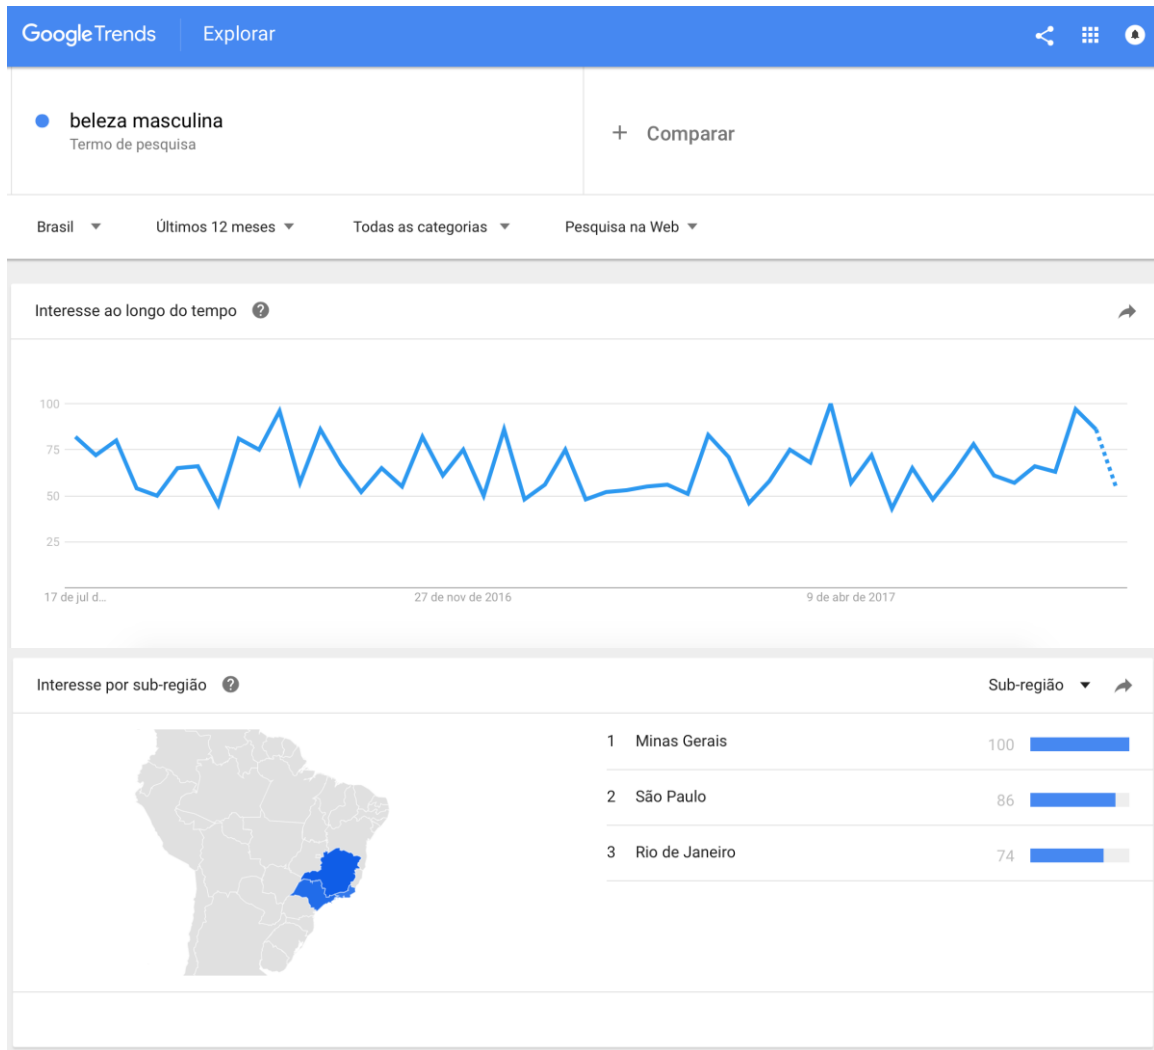 GoogleTrends Explorar
beleza masculina
Termo de pesquisa
+ Comparar
Brasil Últimos 12 meses Todas as categorias Pesquisa na Web
Interesse ao longo do tempo ?
100
75
50
25
17 de jul d... 27 de nov de 2016 9 de abr de 2017
Interesse por sub-região ? Sub-região
1 Minas Gerais 100
2 São Paulo 86
3 Rio de Janeiro 74